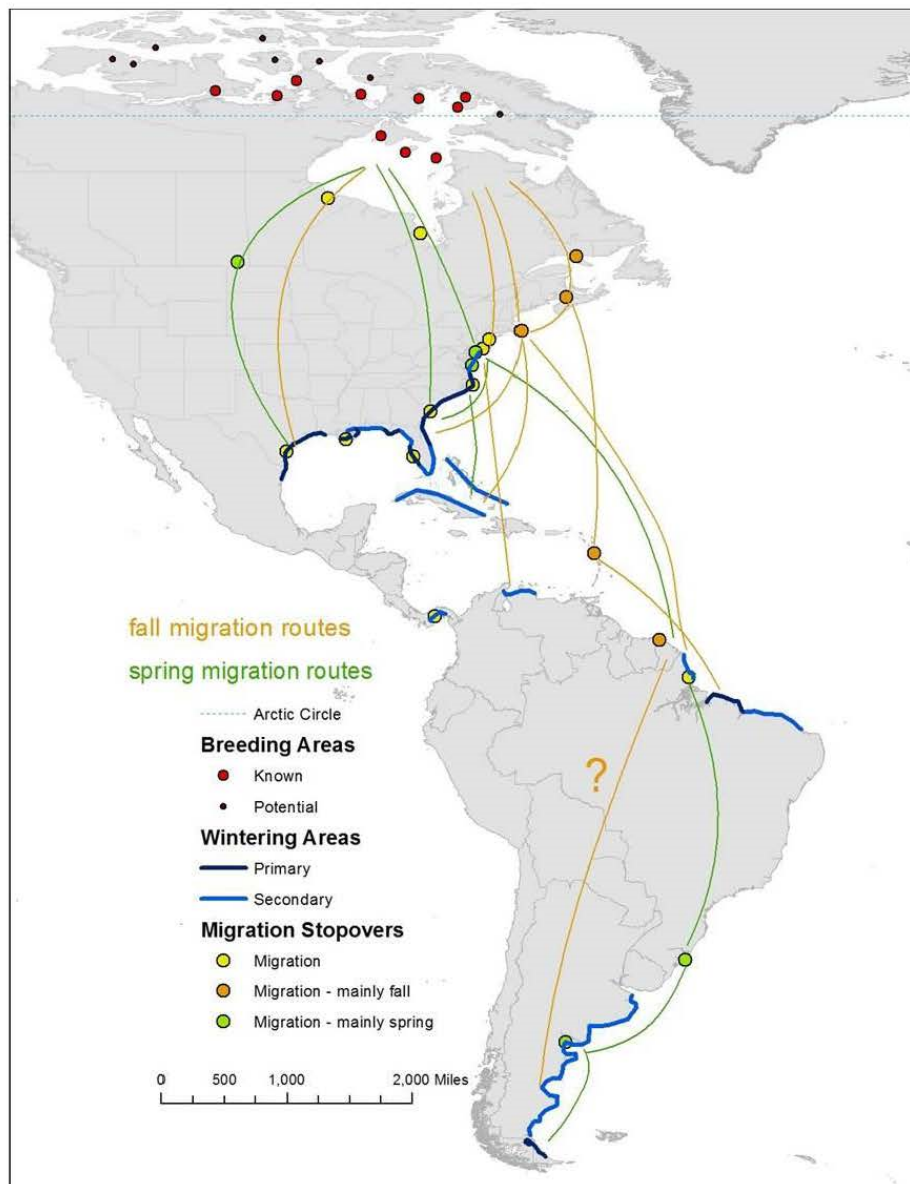 ?
fall migration routes
spring migration routes
Arctic Circle
Breeding Areas
Known
Potential
Wintering Areas
Primary
Secondary
Migration Stopovers
Migration
Migration - mainly fall
Migration - mainly spring
0 500 1,000 2,000 Miles